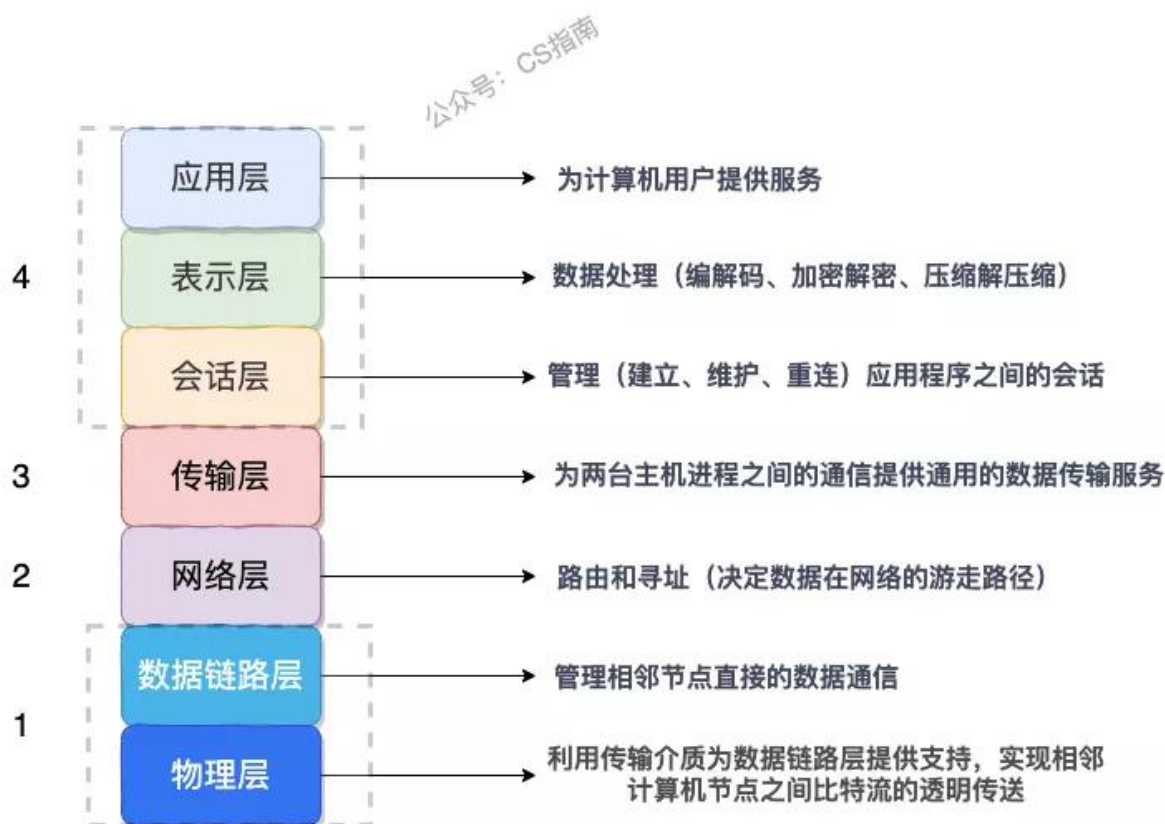 公众号：CS指南
应用层
为计算机用户提供服务
4
表示层
数据处理（编解码、加密解密、压缩解压缩）
会话层
管理（建立、维护、重连）应用程序之间的会话
3
传输层
为两台主机进程之间的通信提供通用的数据传输服务
2
网络层
路由和寻址（决定数据在网络的游走路径）
数据链路层
管理相邻节点直接的数据通信
1
物理层
利用传输介质为数据链路层提供支持，实现相邻
计算机节点之间比特流的透明传送